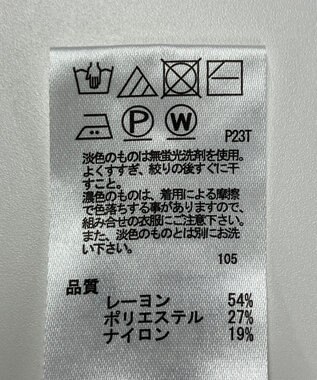 P W P23T
淡色のものは無蛍光洗剤を使用。
よくすすぎ、絞りの後すぐに干
すこと。
濃色のものは、着用による摩擦
で色落ちする事がありますので、
組み合せの衣服にご注意下さい。
また、淡色のものとは別にお洗
い下さい。
105
品質
レーヨン 54%
ポリエステル 27%
ナイロン 19%